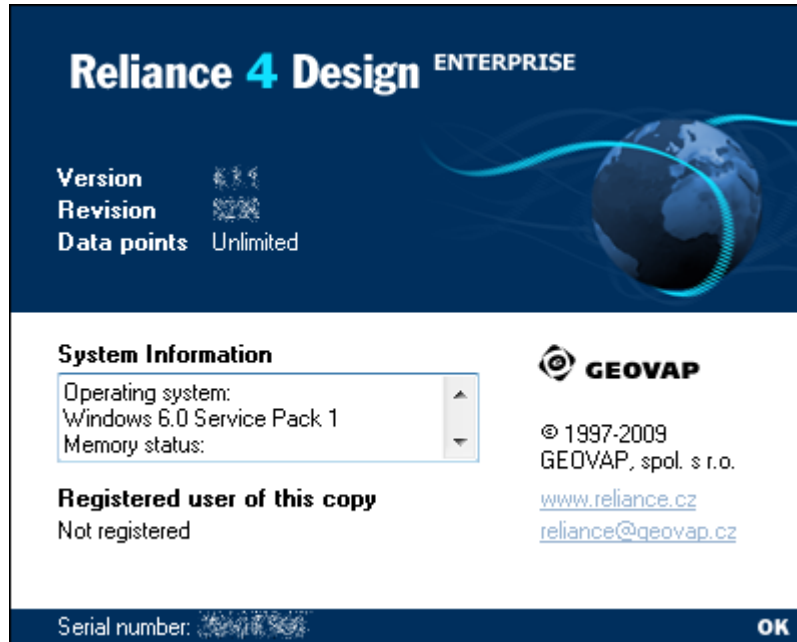 Reliance 4 Design ENTERPRISE
Version
Revision
Data points Unlimited
System Information
Operating system:
Windows 6.0 Service Pack 1
Memory status:
Registered user of this copy
Not registered
GEOVAP
© 1997-2009
GEOVAP, spol. s r.o.
www.reliance.cz
reliance@geovap.cz
Serial number:
OK